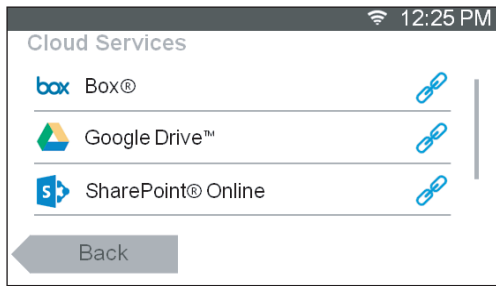 12:25 PM
Cloud Services
box Box®
Google Drive™
S SharePoint® Online
Back